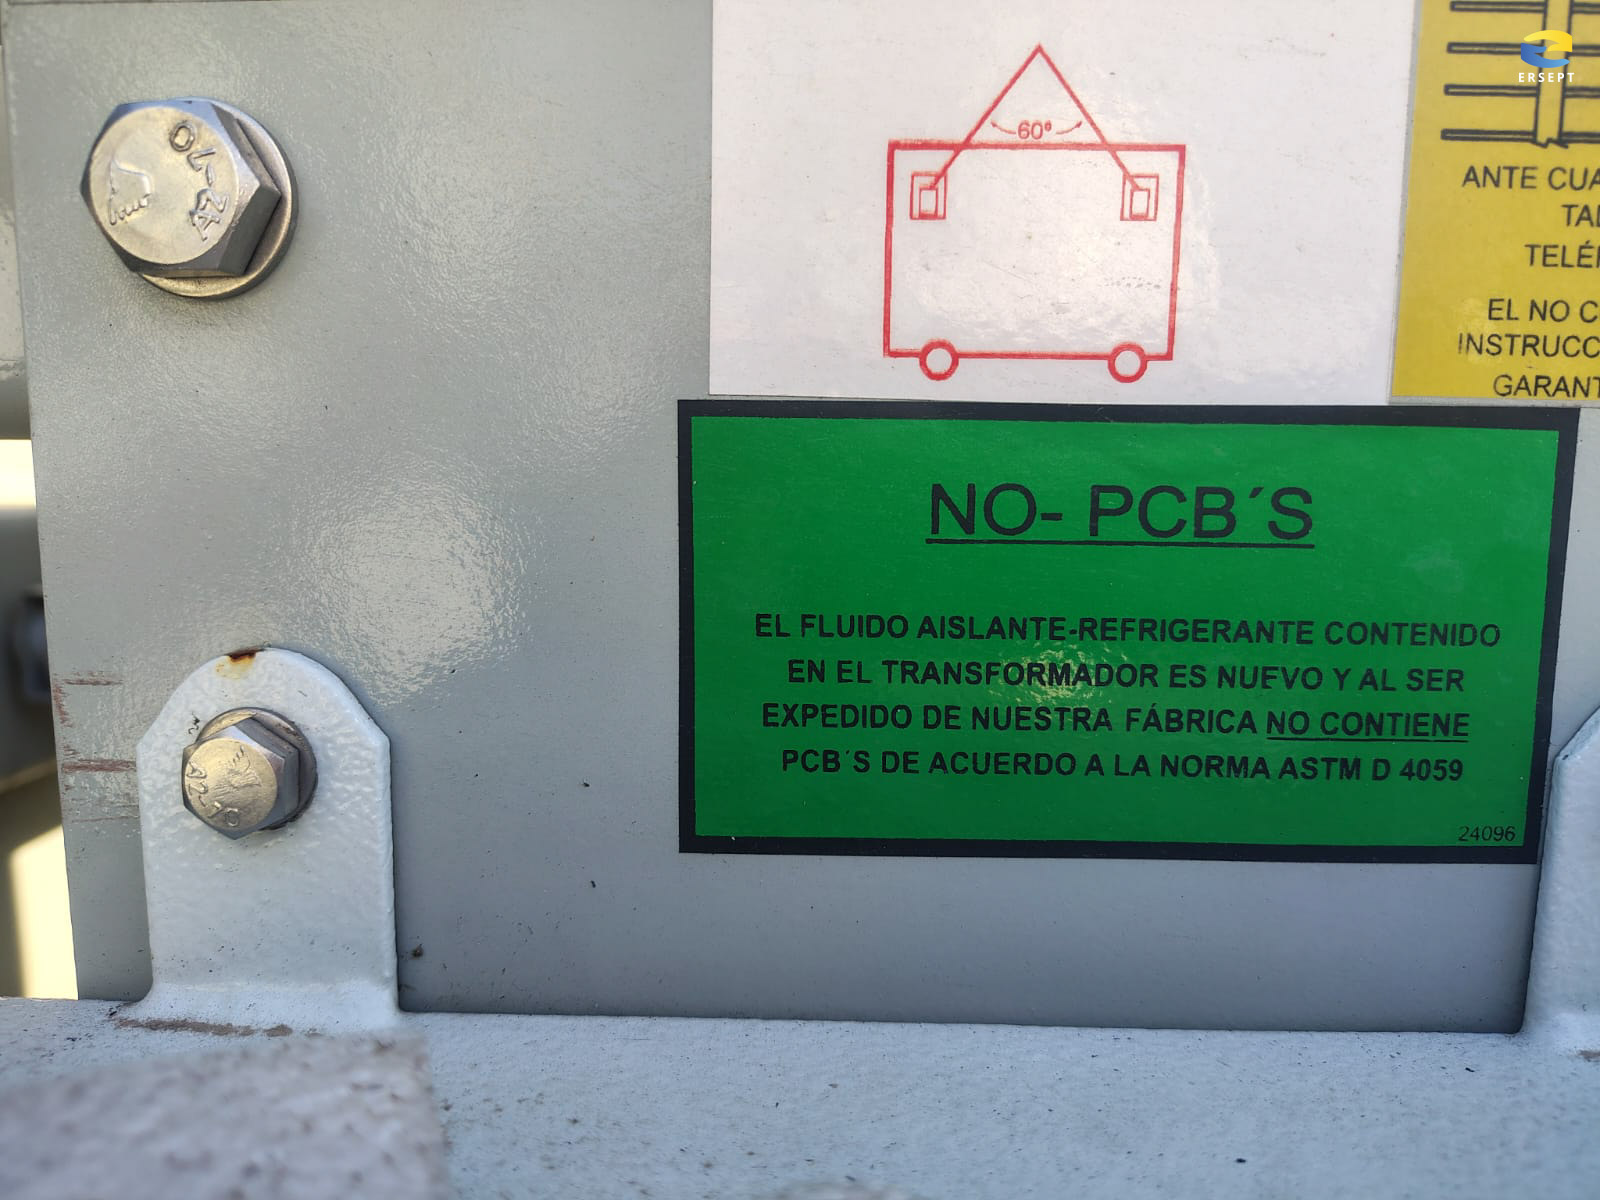 A2-70
60°
ERSEPT
ANTE CUA
TAL
TELÉF
EL NO C
INSTRUCC
GARANT
NO- PCB´S
EL FLUIDO AISLANTE-REFRIGERANTE CONTENIDO
EN EL TRANSFORMADOR ES NUEVO Y AL SER
EXPEDIDO DE NUESTRA FÁBRICA NO CONTIENE
PCB´S DE ACUERDO A LA NORMA ASTM D 4059
24096
A2-70